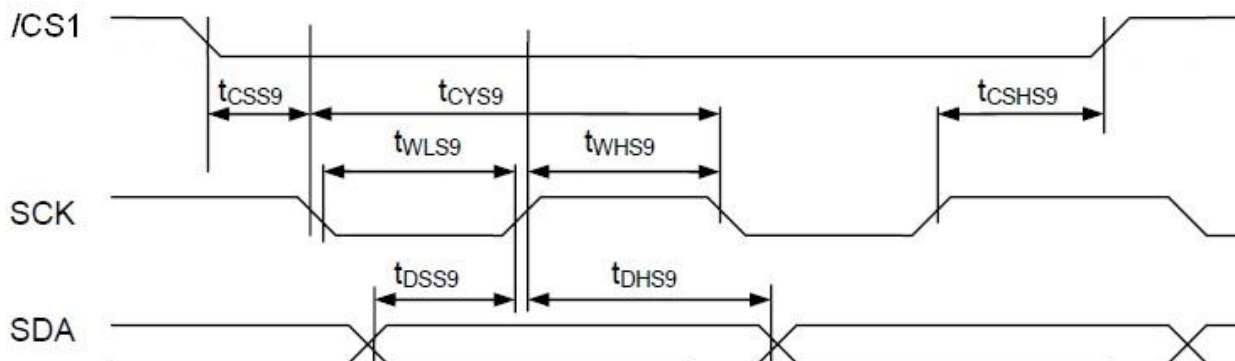 /CS1
tCSS9 tCYS9 tCSHS9
tWLS9 tWHS9
SCK
tDSS9 tDHS9
SDA